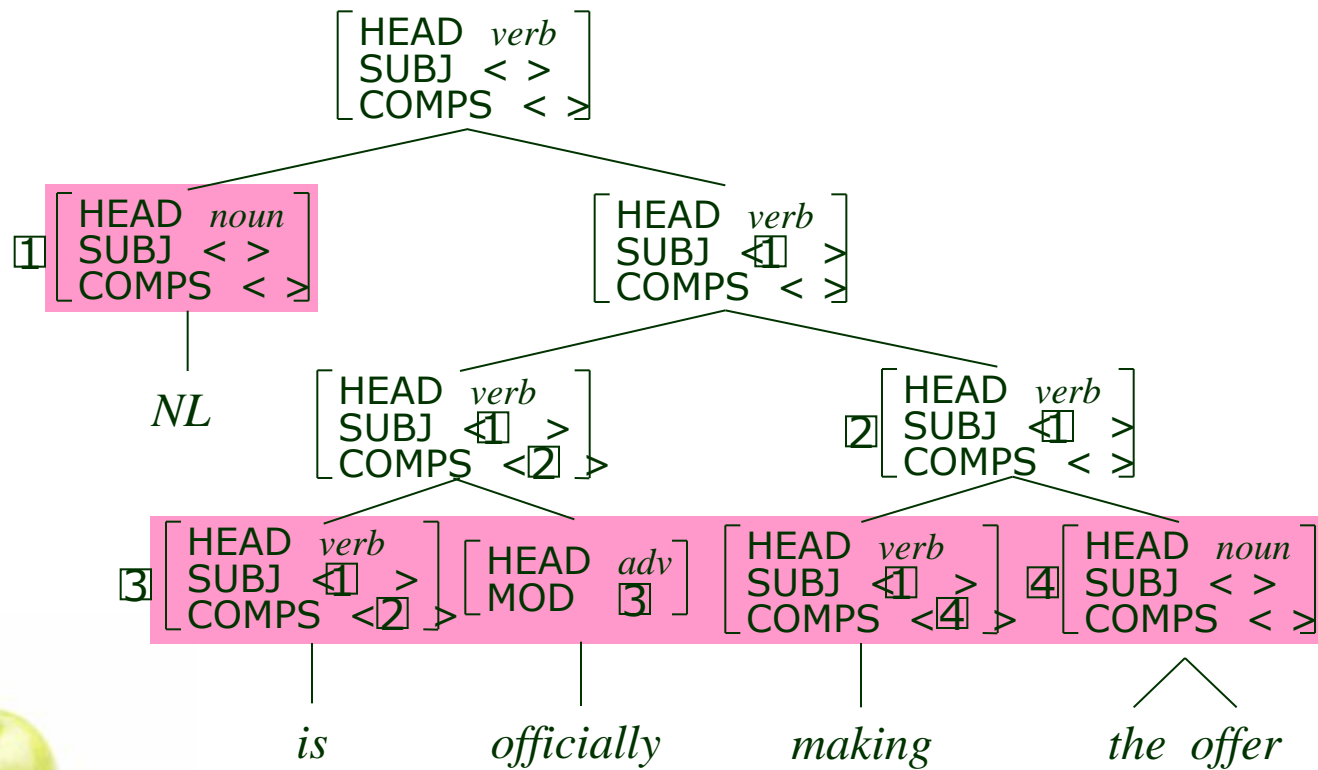 HEAD verb
SUBJ < >
COMPS < >
1
HEAD noun
SUBJ < >
COMPS < >
HEAD verb
SUBJ <1 >
COMPS < >
NL
HEAD verb
SUBJ <1 >
COMPS <2 >
2
HEAD verb
SUBJ <1 >
COMPS < >
3
HEAD verb
SUBJ <1 >
COMPS <2 >
HEAD adv
MOD 3
HEAD verb
SUBJ <1 >
COMPS <4 >
4
HEAD noun
SUBJ < >
COMPS < >
is officially making the offer